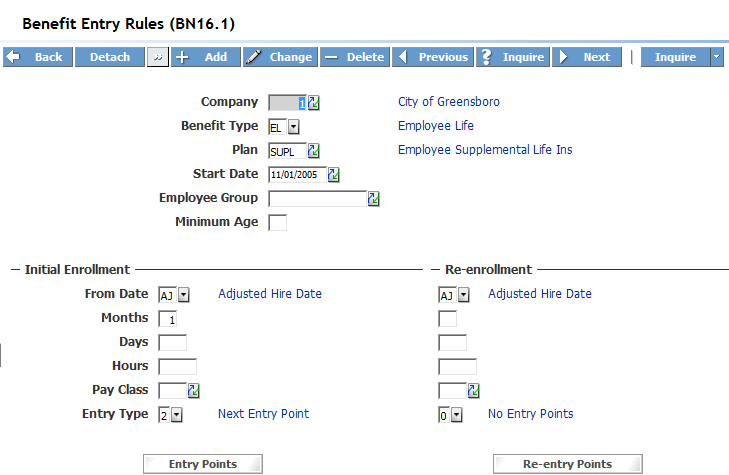 Benefit Entry Rules (BN16.1)
Back Detach » Add Change Delete Previous Inquire Next Inquire
Company 1 City of Greensboro
Benefit Type EL Employee Life
Plan SUPL Employee Supplemental Life Ins
Start Date 11/01/2005
Employee Group
Minimum Age
Initial Enrollment Re-enrollment
From Date AJ Adjusted Hire Date AJ Adjusted Hire Date
Months 1
Days
Hours
Pay Class
Entry Type 2 Next Entry Point 0 No Entry Points
Entry Points Re-entry Points